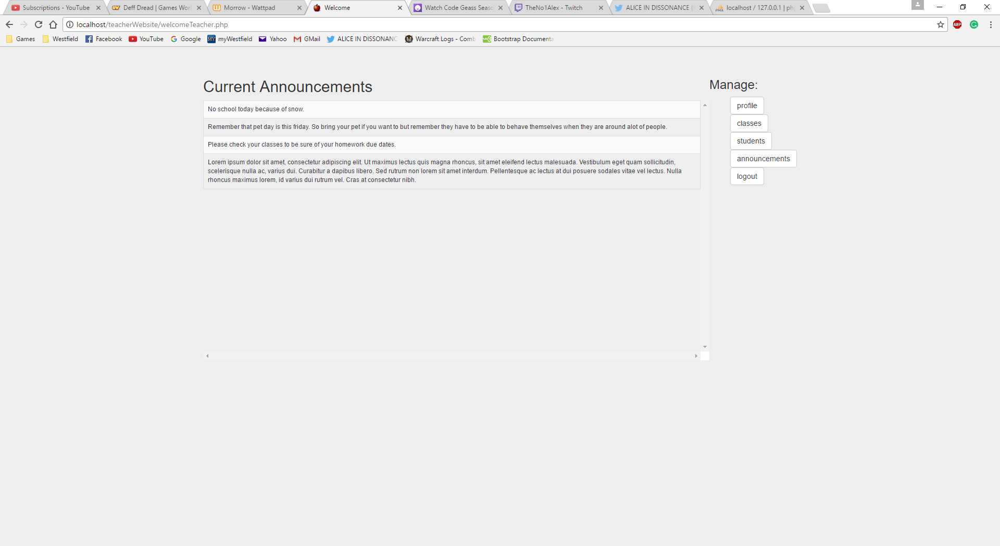 Subscriptions - YouTube
Deff Dread | Games Wor
Morrow - Wattpad
Welcome
Watch Code Geass Seaso
TheNo1Alex - Twitch
ALICE IN DISSONANCE (
localhost / 127.0.0.1 | ph
localhost/teacherWebsite/welcomeTeacher.php
ABP
Games
Westfield
Facebook
YouTube
Google
MY
myWestfield
Yahoo
GMail
ALICE IN DISSONANC
Warcraft Logs - Comb
Bootstrap Documenta
Current Announcements
No school today because of snow.
Remember that pet day is this friday. So bring your pet if you want to but remember they have to be able to behave themselves when they are around alot of people.
Please check your classes to be sure of your homework due dates.
Lorem ipsum dolor sit amet, consectetur adipiscing elit. Ut maximus lectus quis magna rhoncus, sit amet eleifend lectus malesuada. Vestibulum eget quam sollicitudin,
scelerisque nulla ac, varius dui. Curabitur a dapibus libero. Sed rutrum non lorem sit amet interdum. Pellentesque ac lectus at dui posuere sodales vitae vel lectus. Nulla
rhoncus maximus lorem, id varius dui rutrum vel. Cras at consectetur nibh.
Manage:
profile
classes
students
announcements
logout